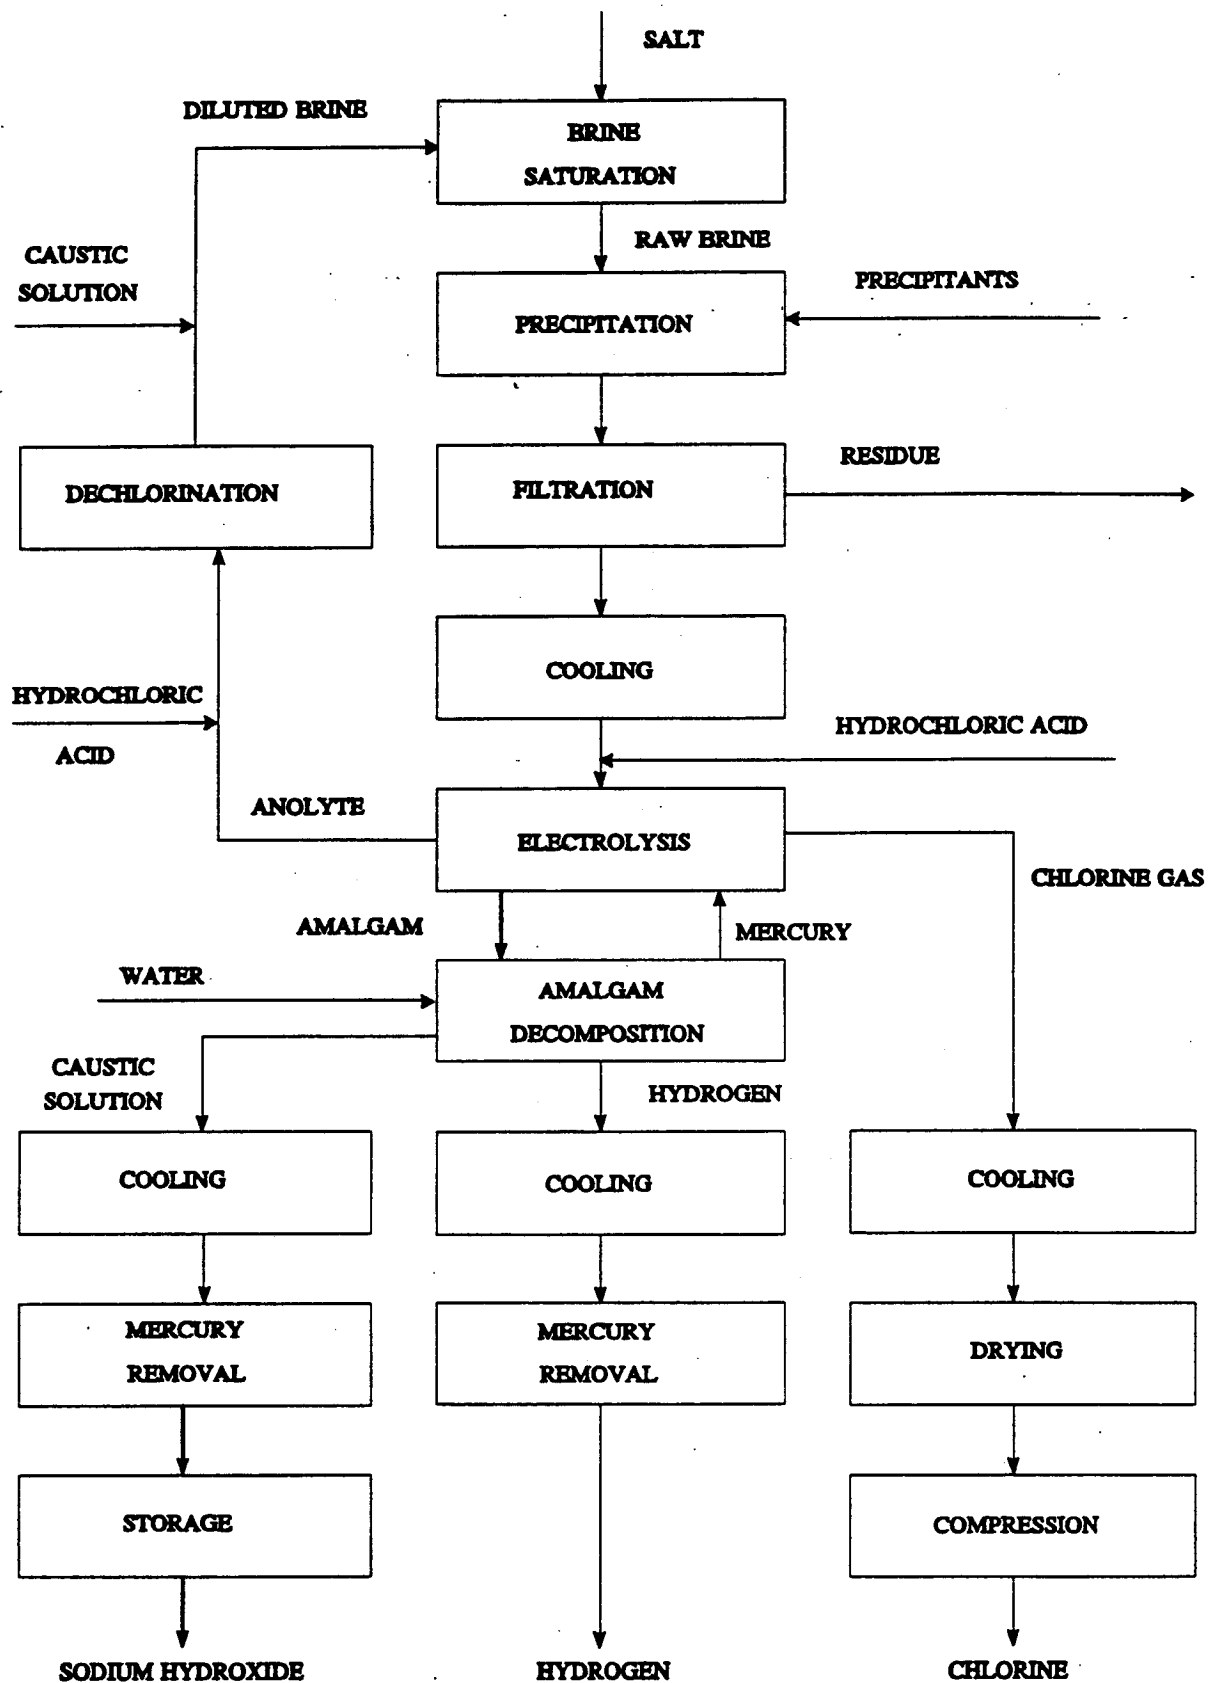 SALT
DILUTED BRINE
BRINE
SATURATION
RAW BRINE
CAUSTIC
SOLUTION
PRECIPITANTS
PRECIPITATION
RESIDUE
DECHLORINATION
FILTRATION
COOLING
HYDROCHLORIC
ACID
HYDROCHLORIC ACID
ANOLYTE
ELECTROLYSIS
CHLORINE GAS
AMALGAM
MERCURY
WATER
AMALGAM
DECOMPOSITION
CAUSTIC
SOLUTION
HYDROGEN
COOLING
COOLING
COOLING
MERCURY
REMOVAL
MERCURY
REMOVAL
DRYING
STORAGE
COMPRESSION
SODIUM HYDROXIDE
HYDROGEN
CHLORINE